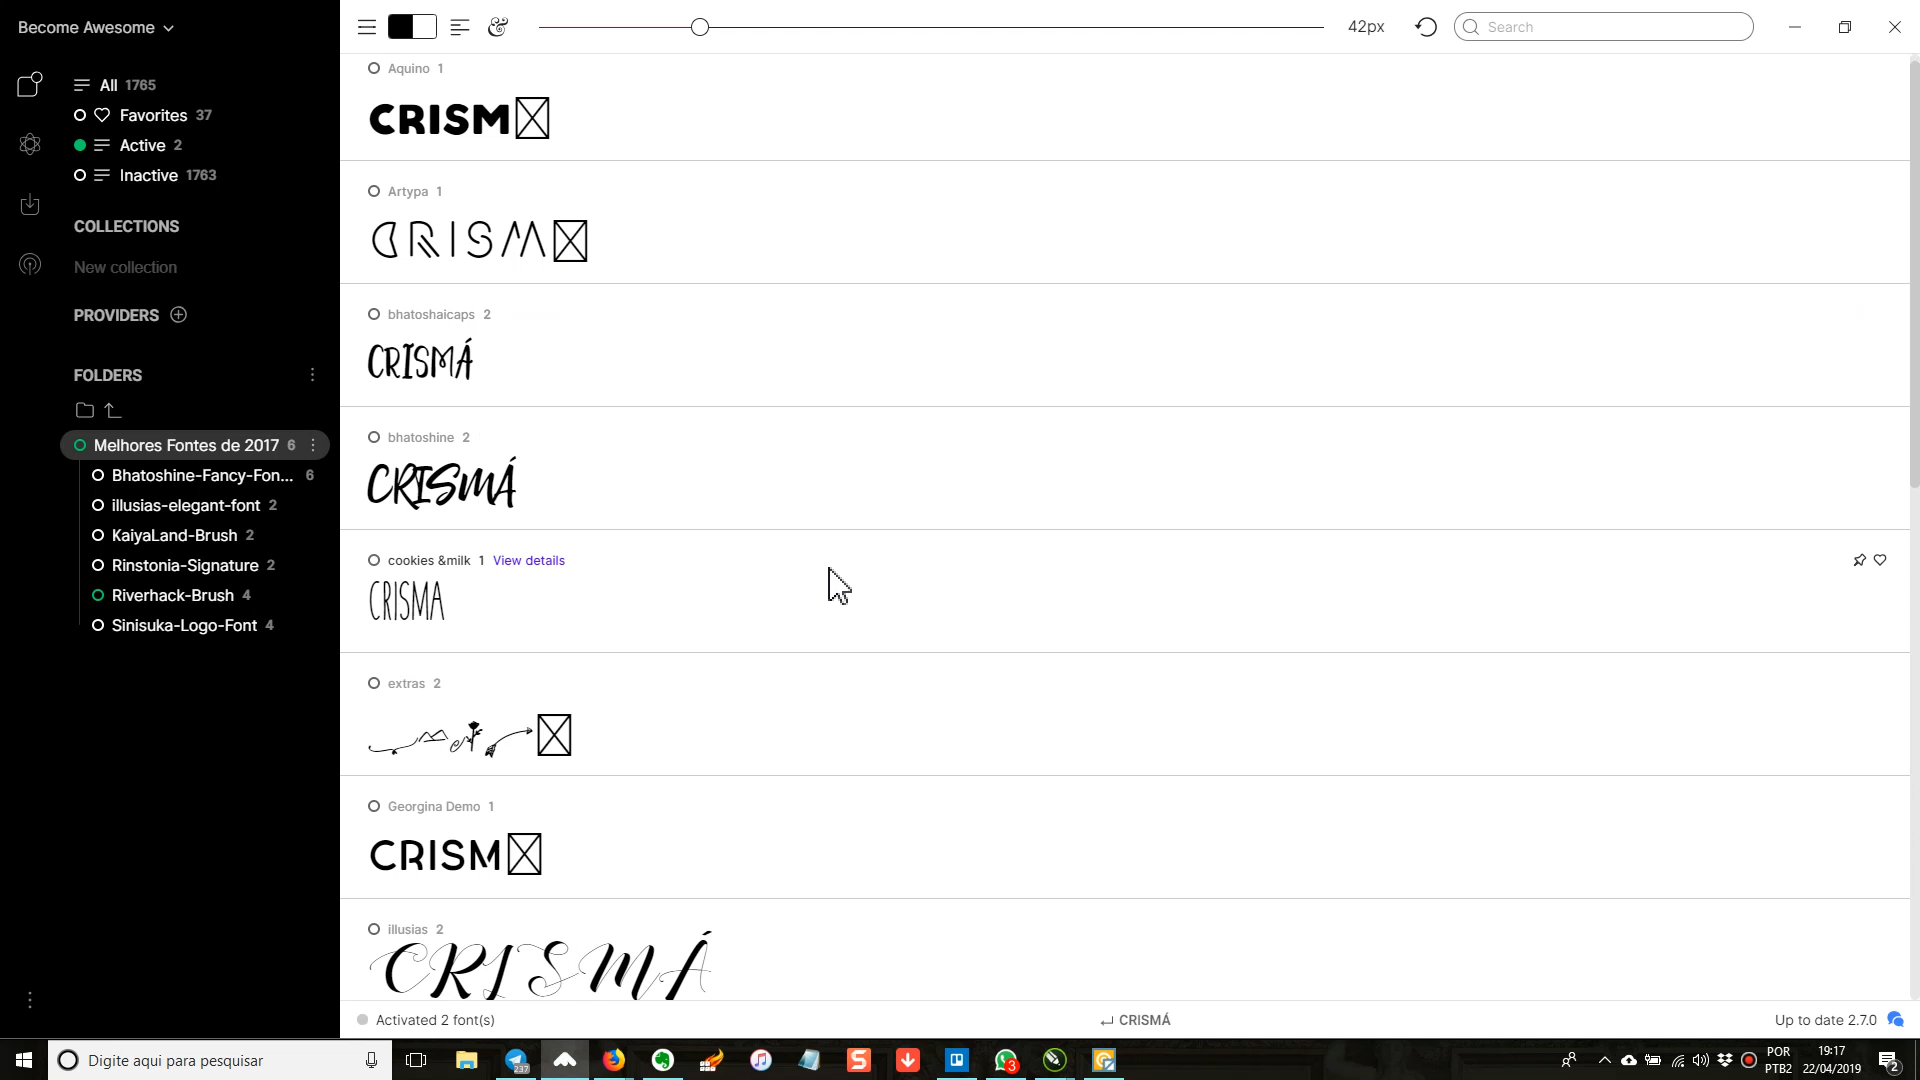 Become Awesome
42px
Search
All 1765
Favorites 37
Active 2
Inactive 1763
COLLECTIONS
New collection
PROVIDERS
FOLDERS
Melhores Fontes de 2017 6
Bhatoshine-Fancy-Fon... 6
illusias-elegant-font 2
KaiyaLand-Brush 2
Rinstonia-Signature 2
Riverhack-Brush 4
Sinisuka-Logo-Font 4
Aquino 1
CRISM
Artypa 1
CRISM
bhatoshaicaps 2
CRISMÁ
bhatoshine 2
CRISMÁ
cookies &milk 1 View details
CRISMA
extras 2
Georgina Demo 1
CRISM
illusias 2
CRISMÁ
Activated 2 font(s)
CRISMÁ
Up to date 2.7.0
Digite aqui para pesquisar
237
S
3
POR
PTB2
19:17
22/04/2019
2